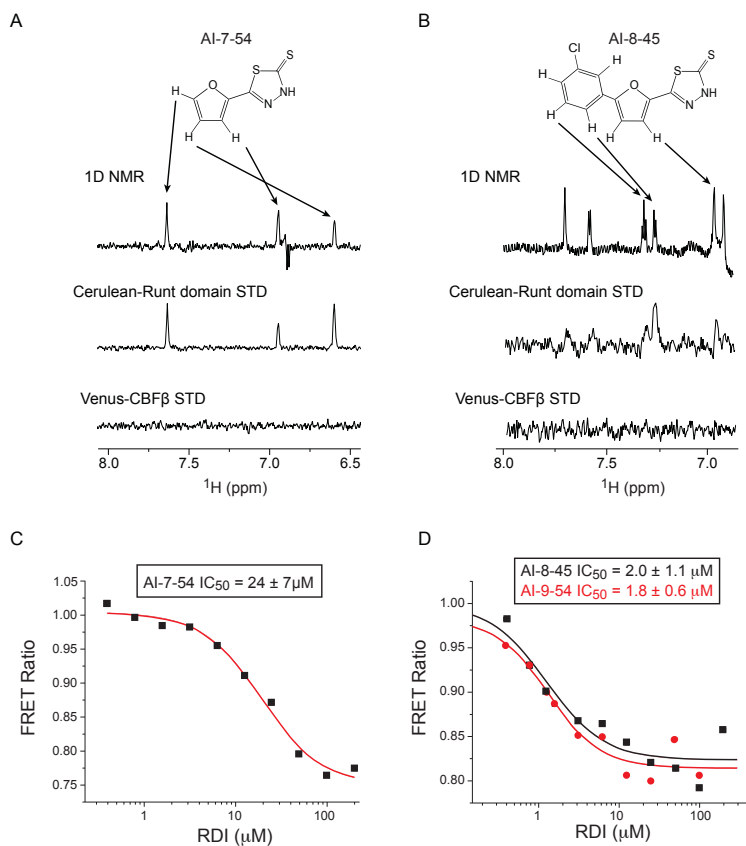 A
AI-7-54
S
S
O
H
N
NH
H
H
1D NMR
Cerulean-Runt domain STD
Venus-CBFβ STD
8.0 7.5 7.0 6.5
¹H (ppm)
B
AI-8-45
Cl
H
S
S
H
O
N
NH
H
H
H
H
1D NMR
Cerulean-Runt domain STD
Venus-CBFβ STD
8.0 7.5 7.0
¹H (ppm)
C
AI-7-54 IC₅₀ = 24 ± 7μM
1.05
1.00
0.95
0.90
0.85
0.80
0.75
FRET Ratio
1 10 100
RDI (μM)
D
AI-8-45 IC₅₀ = 2.0 ± 1.1 μM
AI-9-54 IC₅₀ = 1.8 ± 0.6 μM
1.00
0.95
0.90
0.85
0.80
FRET Ratio
1 10 100
RDI (μM)